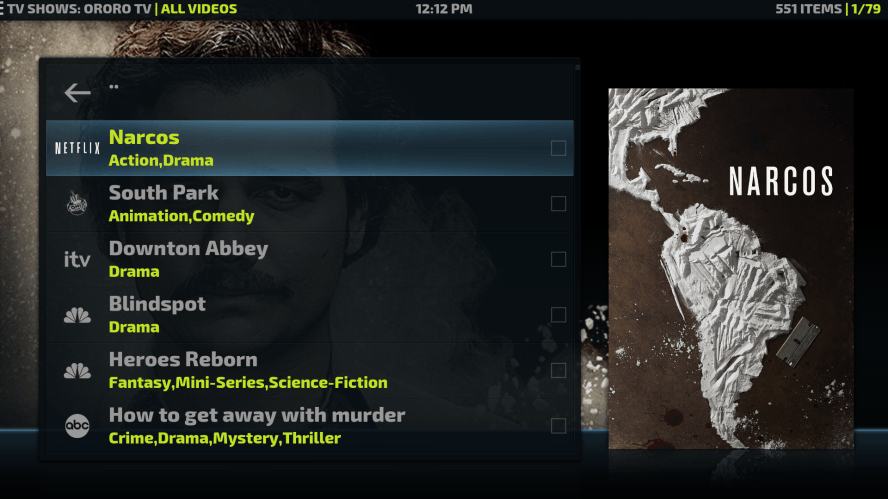 TV SHOWS: ORORO TV | ALL VIDEOS
12:12 PM
551 ITEMS | 1/79
..
NETFLIX
Narcos
Action,Drama
South Park
Animation,Comedy
itv
Downton Abbey
Drama
Blindspot
Drama
Heroes Reborn
Fantasy,Mini-Series,Science-Fiction
abc
How to get away with murder
Crime,Drama,Mystery,Thriller
NARCOS